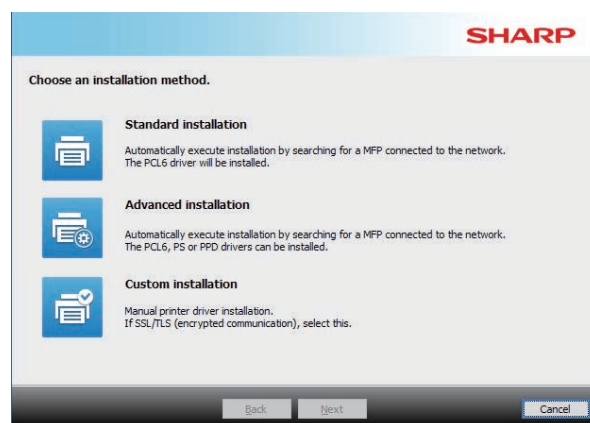 SHARP
Choose an installation method.
Standard installation
Automatically execute installation by searching for a MFP connected to the network.
The PCL6 driver will be installed.
Advanced installation
Automatically execute installation by searching for a MFP connected to the network.
The PCL6, PS or PPD drivers can be installed.
Custom installation
Manual printer driver installation.
If SSL/TLS (encrypted communication), select this.
Back Next Cancel